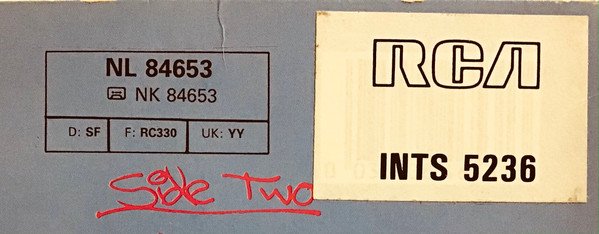 NL 84653
NK 84653
D: SF F: RC330 UK: YY
Side Two
RCA
INTS 5236